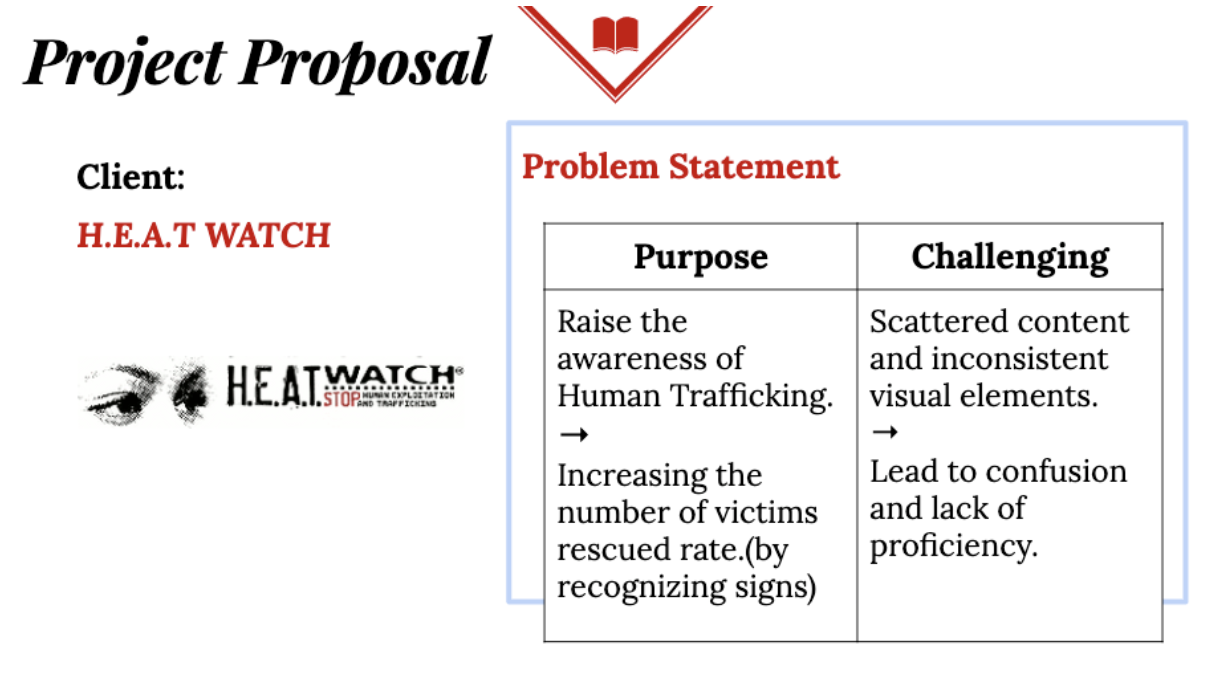 Project Proposal
Client:
H.E.A.T WATCH
H.E.A.T. WATCH®
STOP HUMAN EXPLOITATION
AND TRAFFICKING
Problem Statement
Purpose
Raise the
awareness of
Human Trafficking.
→
Increasing the
number of victims
rescued rate.(by
recognizing signs)
Challenging
Scattered content
and inconsistent
visual elements.
→
Lead to confusion
and lack of
proficiency.